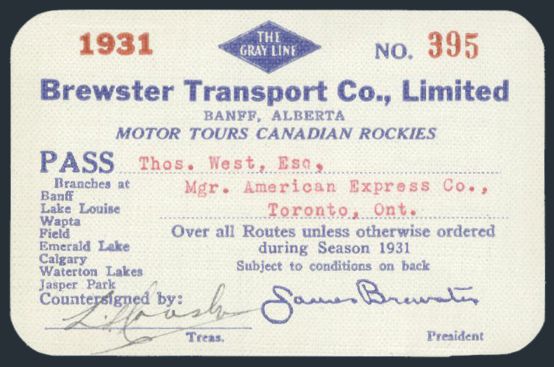 1931
THE
GRAY LINE
NO. 395
Brewster Transport Co., Limited
BANFF, ALBERTA
MOTOR TOURS CANADIAN ROCKIES
PASS Thos. West, Esq,
Mgr. American Express Co.,
Toronto, Ont.
Branches at
Banff
Lake Louise
Wapta
Field
Emerald Lake
Calgary
Waterton Lakes
Jasper Park
Over all Routes unless otherwise ordered
during Season 1931
Subject to conditions on back
Countersigned by:
James Brewster
Treas.
President